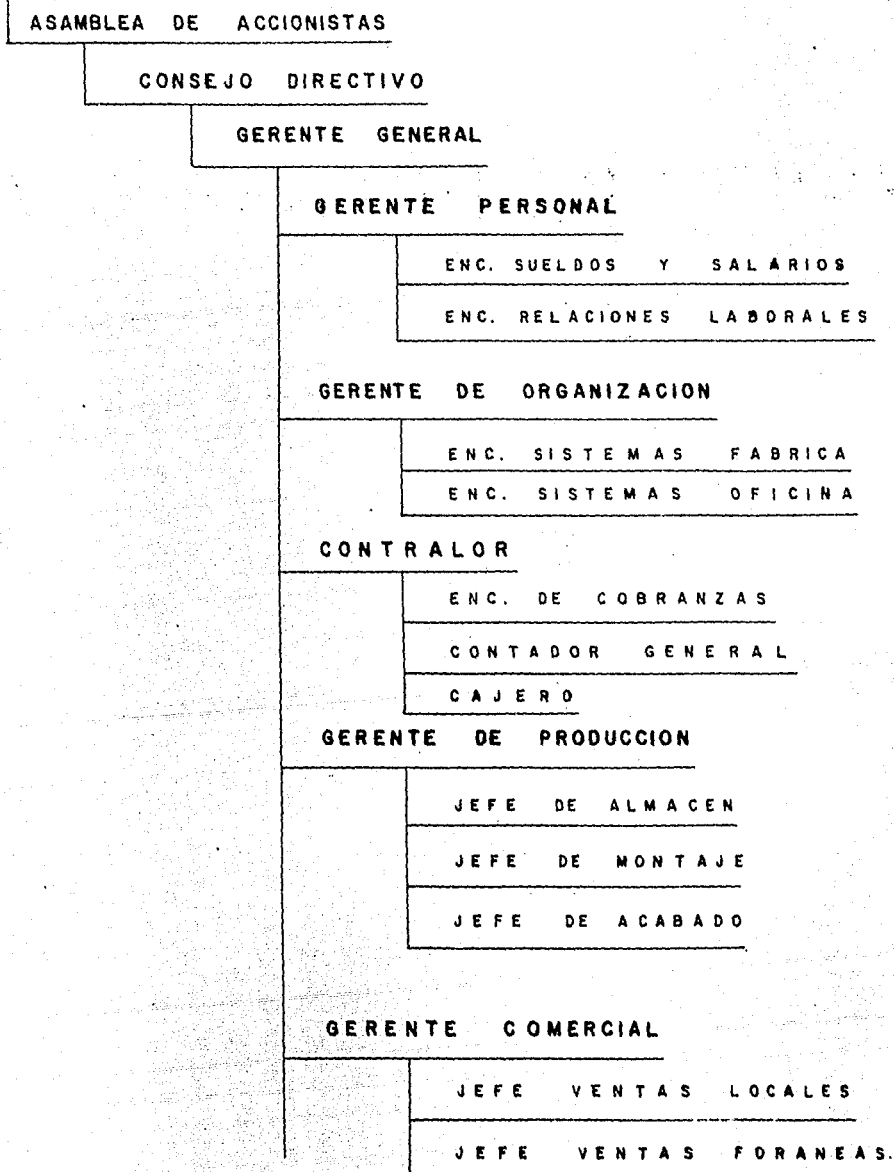 ASAMBLEA DE ACCIONISTAS
CONSEJO DIRECTIVO
GERENTE GENERAL
GERENTE PERSONAL
ENC. SUELDOS Y SALÁRIOS
ENC. RELACIONES LABORALES
GERENTE DE ORGANIZACION
ENC. SISTEMAS FABRICA
ENC. SISTEMAS OFICINA
CONTRALOR
ENC. DE COBRANZAS
CONTADOR GENERAL
CAJERO
GERENTE DE PRODUCCION
JEFE DE ALMACEN
JEFE DE MONTAJE
JEFE DE ACABADO
GERENTE COMERCIAL
JEFE VENTAS LOCALES
JEFE VENTAS FORANEAS.